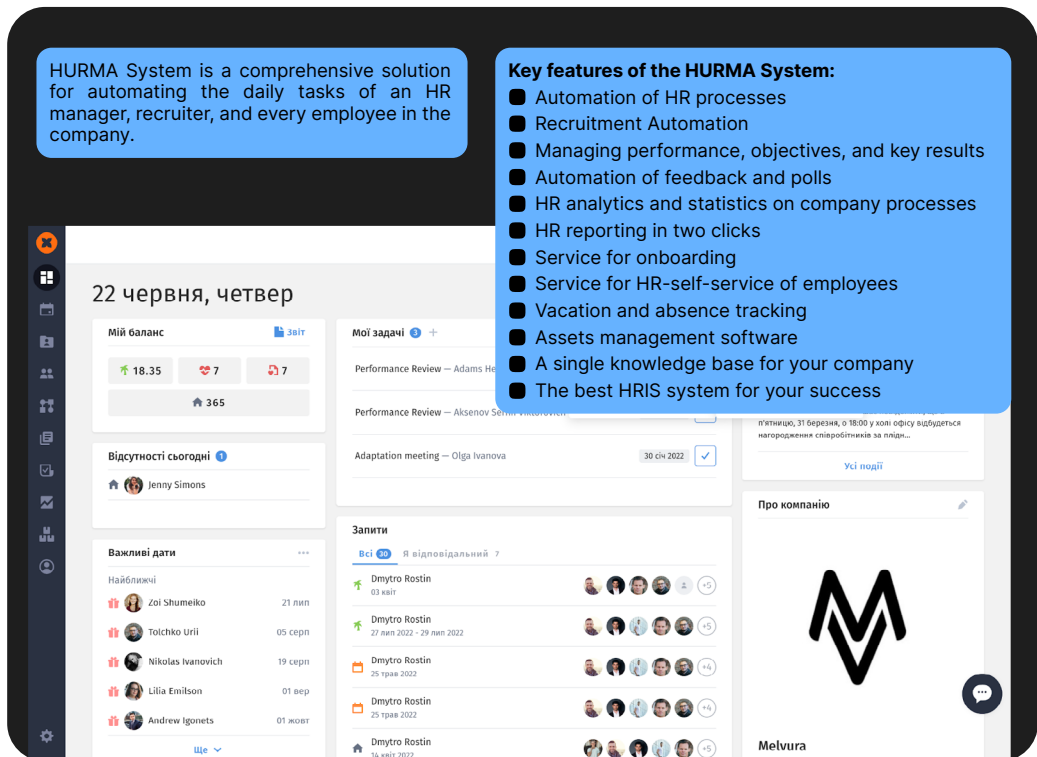 HURMA System is a comprehensive solution
for automating the daily tasks of an HR
manager, recruiter, and every employee in the
company.
Key features of the HURMA System:
Automation of HR processes
Recruitment Automation
Managing performance, objectives, and key results
Automation of feedback and polls
HR analytics and statistics on company processes
HR reporting in two clicks
Service for onboarding
Service for HR-self-service of employees
Vacation and absence tracking
Assets management software
A single knowledge base for your company
The best HRIS system for your success
22 червня, четвер
Мій баланс
Звіт
18.35
7
7
365
Відсутності сьогодні 1
Jenny Simons
Важливі дати
Найближчі
Zoi Shumeiko 21 лип
Tolchko Urii 05 серп
Nikolas Ivanovich 19 серп
Lilia Emilson 01 вер
Andrew Igonets 01 жовт
Ще
Мої задачі 3 +
Performance Review — Adams He
Performance Review — Aksenov
Adaptation meeting — Olga Ivanova 30 січ 2022
Запити
Всі 30 Я відповідальний 7
Dmytro Rostin
03 квіт
+5
Dmytro Rostin
27 лип 2022 - 29 лип 2022
+5
Dmytro Rostin
25 трав 2022
+4
Dmytro Rostin
25 трав 2022
+4
Dmytro Rostin
14 квіт 2022
+5
п'ятницю, 31 березня, о 18:00 у холі офісу відбудеться
нагородження співробітників за плідн...
Усі події
Про компанію
Melvura